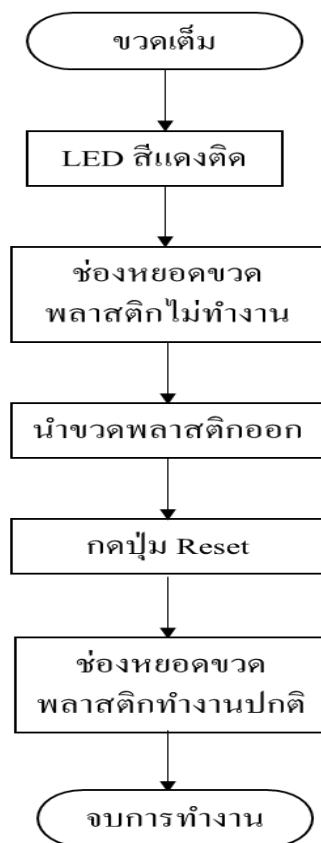 ขวดเต็ม
LED สีแดงติด
ช่องหยอดขวด
พลาสติกไม่ทำงาน
นำขวดพลาสติกออก
กดปุ่ม Reset
ช่องหยอดขวด
พลาสติกทำงานปกติ
จบการทำงาน